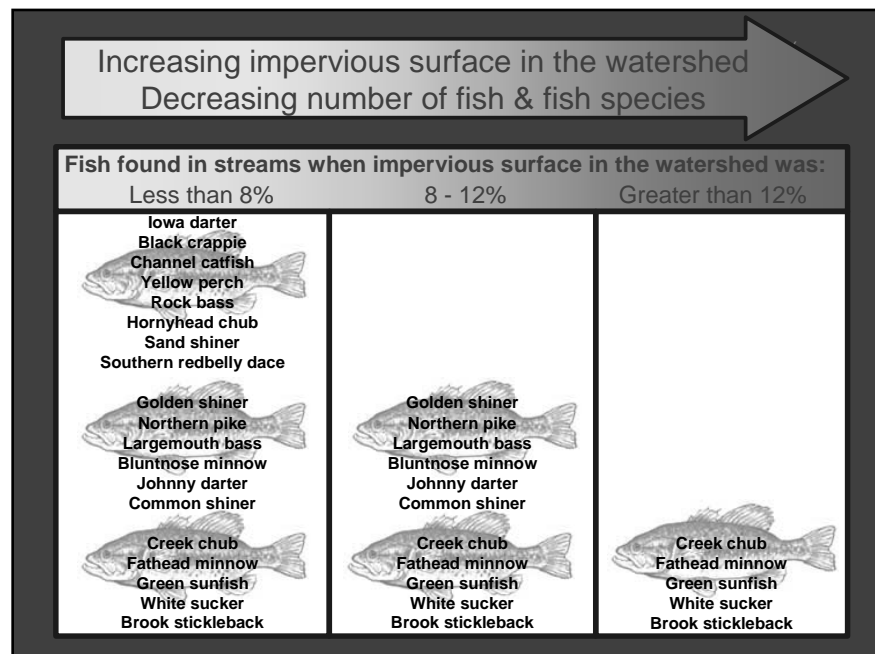 Increasing impervious surface in the watershed
Decreasing number of fish & fish species
Fish found in streams when impervious surface in the watershed was:
Less than 8%
8 - 12%
Greater than 12%
Iowa darter
Black crappie
Channel catfish
Yellow perch
Rock bass
Hornyhead chub
Sand shiner
Southern redbelly dace
Golden shiner
Northern pike
Largemouth bass
Bluntnose minnow
Johnny darter
Common shiner
Creek chub
Fathead minnow
Green sunfish
White sucker
Brook stickleback
Golden shiner
Northern pike
Largemouth bass
Bluntnose minnow
Johnny darter
Common shiner
Creek chub
Fathead minnow
Green sunfish
White sucker
Brook stickleback
Creek chub
Fathead minnow
Green sunfish
White sucker
Brook stickleback